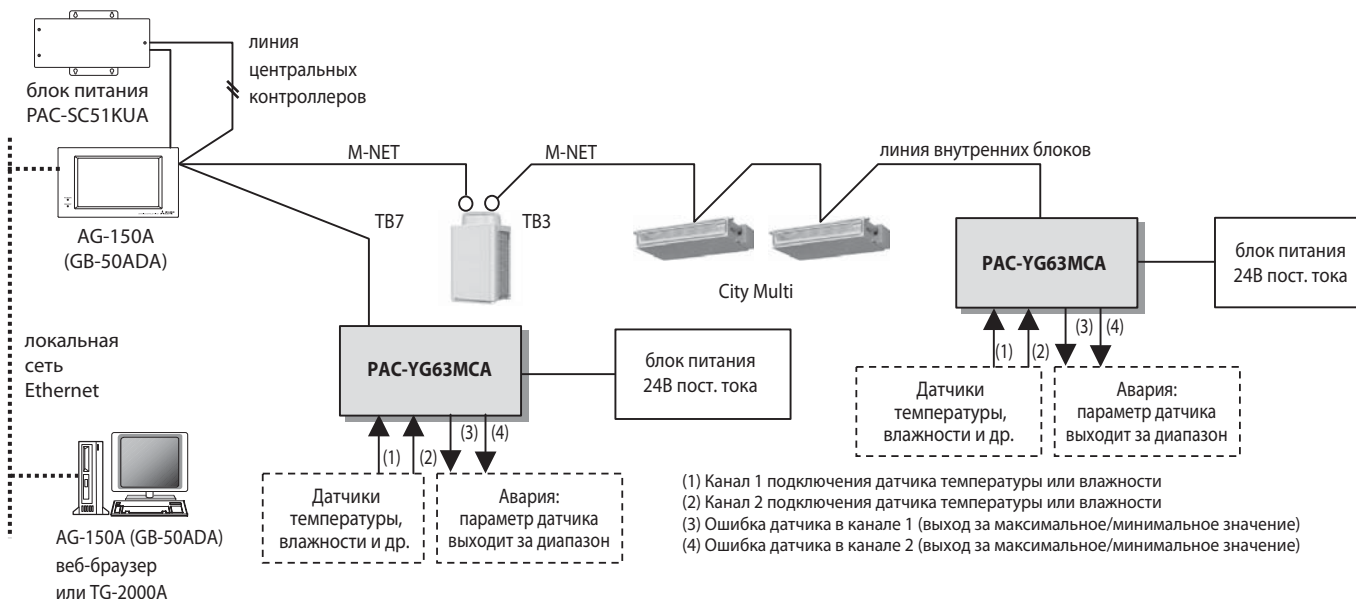 блок питания
PAC-SC51KUA
линия
центральных
контроллеров
AG-150A
(GB-50ADA)
M-NET
TB7
TB3
M-NET
City Multi
линия внутренних блоков
PAC-YG63MCA
блок питания
24В пост. тока
(1)
(2)
(3)
(4)
Датчики
температуры,
влажности и др.
Авария:
параметр датчика
выходит за диапазон
локальная
сеть
Ethernet
PAC-YG63MCA
блок питания
24В пост. тока
(1)
(2)
(3)
(4)
Датчики
температуры,
влажности и др.
Авария:
параметр датчика
выходит за диапазон
AG-150A (GB-50ADA)
веб-браузер
или TG-2000A
(1) Канал 1 подключения датчика температуры или влажности
(2) Канал 2 подключения датчика температуры или влажности
(3) Ошибка датчика в канале 1 (выход за максимальное/минимальное значение)
(4) Ошибка датчика в канале 2 (выход за максимальное/минимальное значение)